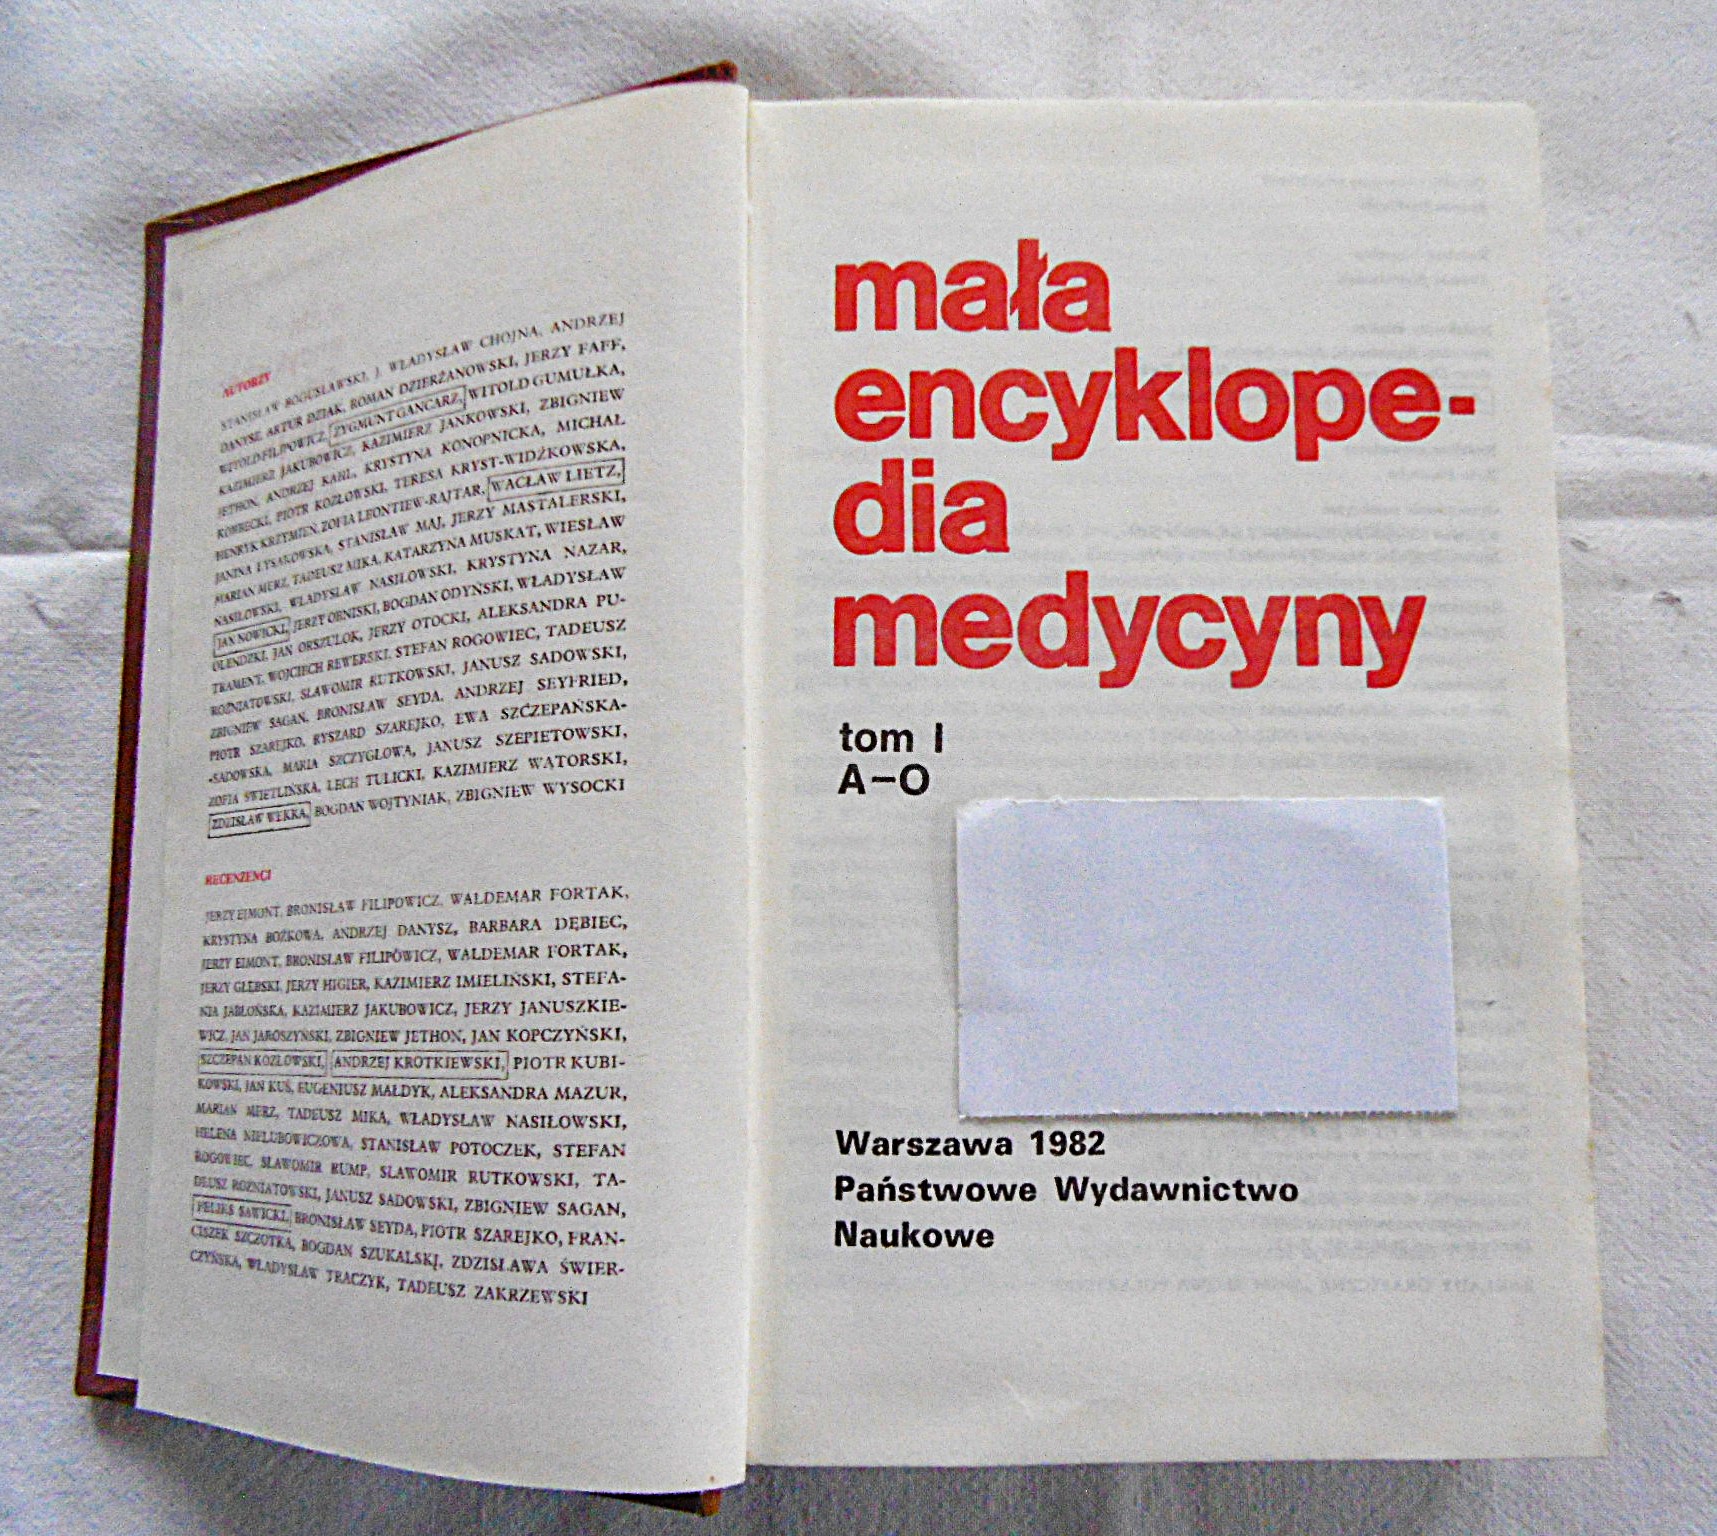 AUTORZY
STANISŁAW BOGUSŁAWSKI, J. WŁADYSŁAW CHOJNA, ANDRZEJ
DANYSZ, ARTUR DZIAK, ROMAN DZIERŻANOWSKI, JERZY FAFF,
WITOLD FILIPOWICZ, ZYGMUNT GANCARZ, WITOLD GUMUŁKA,
KAZIMIERZ JAKUBOWICZ, KAZIMIERZ JANKOWSKI, ZBIGNIEW
JETHON, ANDRZEJ KAHL, KRYSTYNA KONOPNICKA, MICHAŁ
KORBECKI, PIOTR KOZŁOWSKI, TERESA KRYST-WIDŹKOWSKA,
HENRYK KRZYMIEŃ, ZOFIA LEONTIEW-RAJTAR, WACŁAW LIETZ,
JANINA ŁYSAKOWSKA, STANISŁAW MAJ, JERZY MASTALERSKI,
MARIAN MERZ, TADEUSZ MIKA, KATARZYNA MUSKAT, WIESŁAW
NASIŁOWSKI, WŁADYSŁAW NASIŁOWSKI, KRYSTYNA NAZAR,
JAN NOWICKI, JERZY OBNISKI, BOGDAN ODYŃSKI, WŁADYSŁAW
OLENDZKI, JAN ORSZULOK, JERZY OTOCKI, ALEKSANDRA PU-
TRAMENT, WOJCIECH REWERSKI, STEFAN ROGOWIEC, TADEUSZ
ROŻNIATOWSKI, SŁAWOMIR RUTKOWSKI, JANUSZ SADOWSKI,
ZBIGNIEW SAGAN, BRONISŁAW SEYDA, ANDRZEJ SEYFRIED,
PIOTR SZAREJKO, RYSZARD SZAREJKO, EWA SZCZEPAŃSKA-
-SADOWSKA, MARIA SZCZYGŁOWA, JANUSZ SZEPIETOWSKI,
ZOFIA ŚWIETLIŃSKA, LECH TULICKI, KAZIMIERZ WĄTORSKI,
ZDZISŁAW WEKKA, BOGDAN WOJTYNIAK, ZBIGNIEW WYSOCKI
RECENZENCI
JERZY EJMONT, BRONISŁAW FILIPOWICZ, WALDEMAR FORTAK,
KRYSTYNA BOŻKOWA, ANDRZEJ DANYSZ, BARBARA DĘBIEC,
JERZY EJMONT, BRONISŁAW FILIPOWICZ, WALDEMAR FORTAK,
JERZY GŁĘBSKI, JERZY HIGIER, KAZIMIERZ IMIELIŃSKI, STEFA-
NIA JABŁOŃSKA, KAZIMIERZ JAKUBOWICZ, JERZY JANUSZKIE-
WICZ, JAN JAROSZYŃSKI, ZBIGNIEW JETHON, JAN KOPCZYŃSKI,
SZCZEPAN KOZŁOWSKI, ANDRZEJ KROTKIEWSKI, PIOTR KUBI-
KOWSKI, JAN KUŚ, EUGENIUSZ MAŁDYK, ALEKSANDRA MAZUR,
MARIAN MERZ, TADEUSZ MIKA, WŁADYSŁAW NASIŁOWSKI,
HELENA NIELUBOWICZOWA, STANISŁAW POTOCZEK, STEFAN
ROGOWIEC, SŁAWOMIR RUMP, SŁAWOMIR RUTKOWSKI, TA-
DEUSZ ROŻNIATOWSKI, JANUSZ SADOWSKI, ZBIGNIEW SAGAN,
FELIKS SAWICKI, BRONISŁAW SEYDA, PIOTR SZAREJKO, FRAN-
CISZEK SZCZOTKA, BOGDAN SZUKALSKI, ZDZISŁAWA ŚWIER-
CZYŃSKA, WŁADYSŁAW TRACZYK, TADEUSZ ZAKRZEWSKI
mała
encyklope-
dia
medycyny
tom I
A–O
Warszawa 1982
Państwowe Wydawnictwo
Naukowe